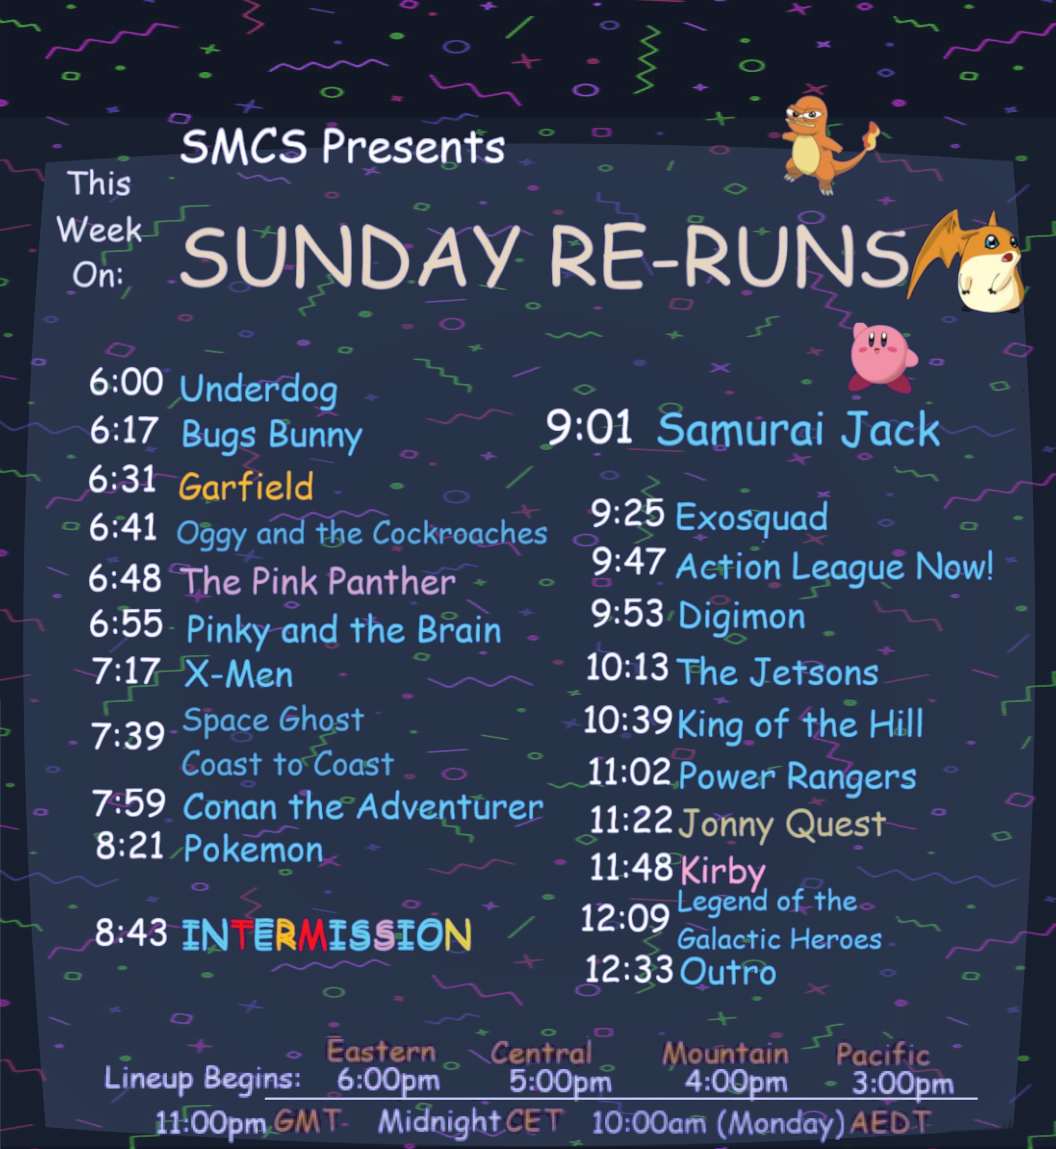 SMCS Presents
This
Week
On:
SUNDAY RE-RUNS
6:00 Underdog
6:17 Bugs Bunny
6:31 Garfield
6:41 Oggy and the Cockroaches
6:48 The Pink Panther
6:55 Pinky and the Brain
7:17 X-Men
7:39 Space Ghost
Coast to Coast
7:59 Conan the Adventurer
8:21 Pokemon
8:43 INTERMISSION
9:01 Samurai Jack
9:25 Exosquad
9:47 Action League Now!
9:53 Digimon
10:13 The Jetsons
10:39 King of the Hill
11:02 Power Rangers
11:22 Jonny Quest
11:48 Kirby
12:09 Legend of the
Galactic Heroes
12:33 Outro
Eastern Central Mountain Pacific
Lineup Begins: 6:00pm 5:00pm 4:00pm 3:00pm
11:00pm GMT Midnight CET 10:00am (Monday) AEDT